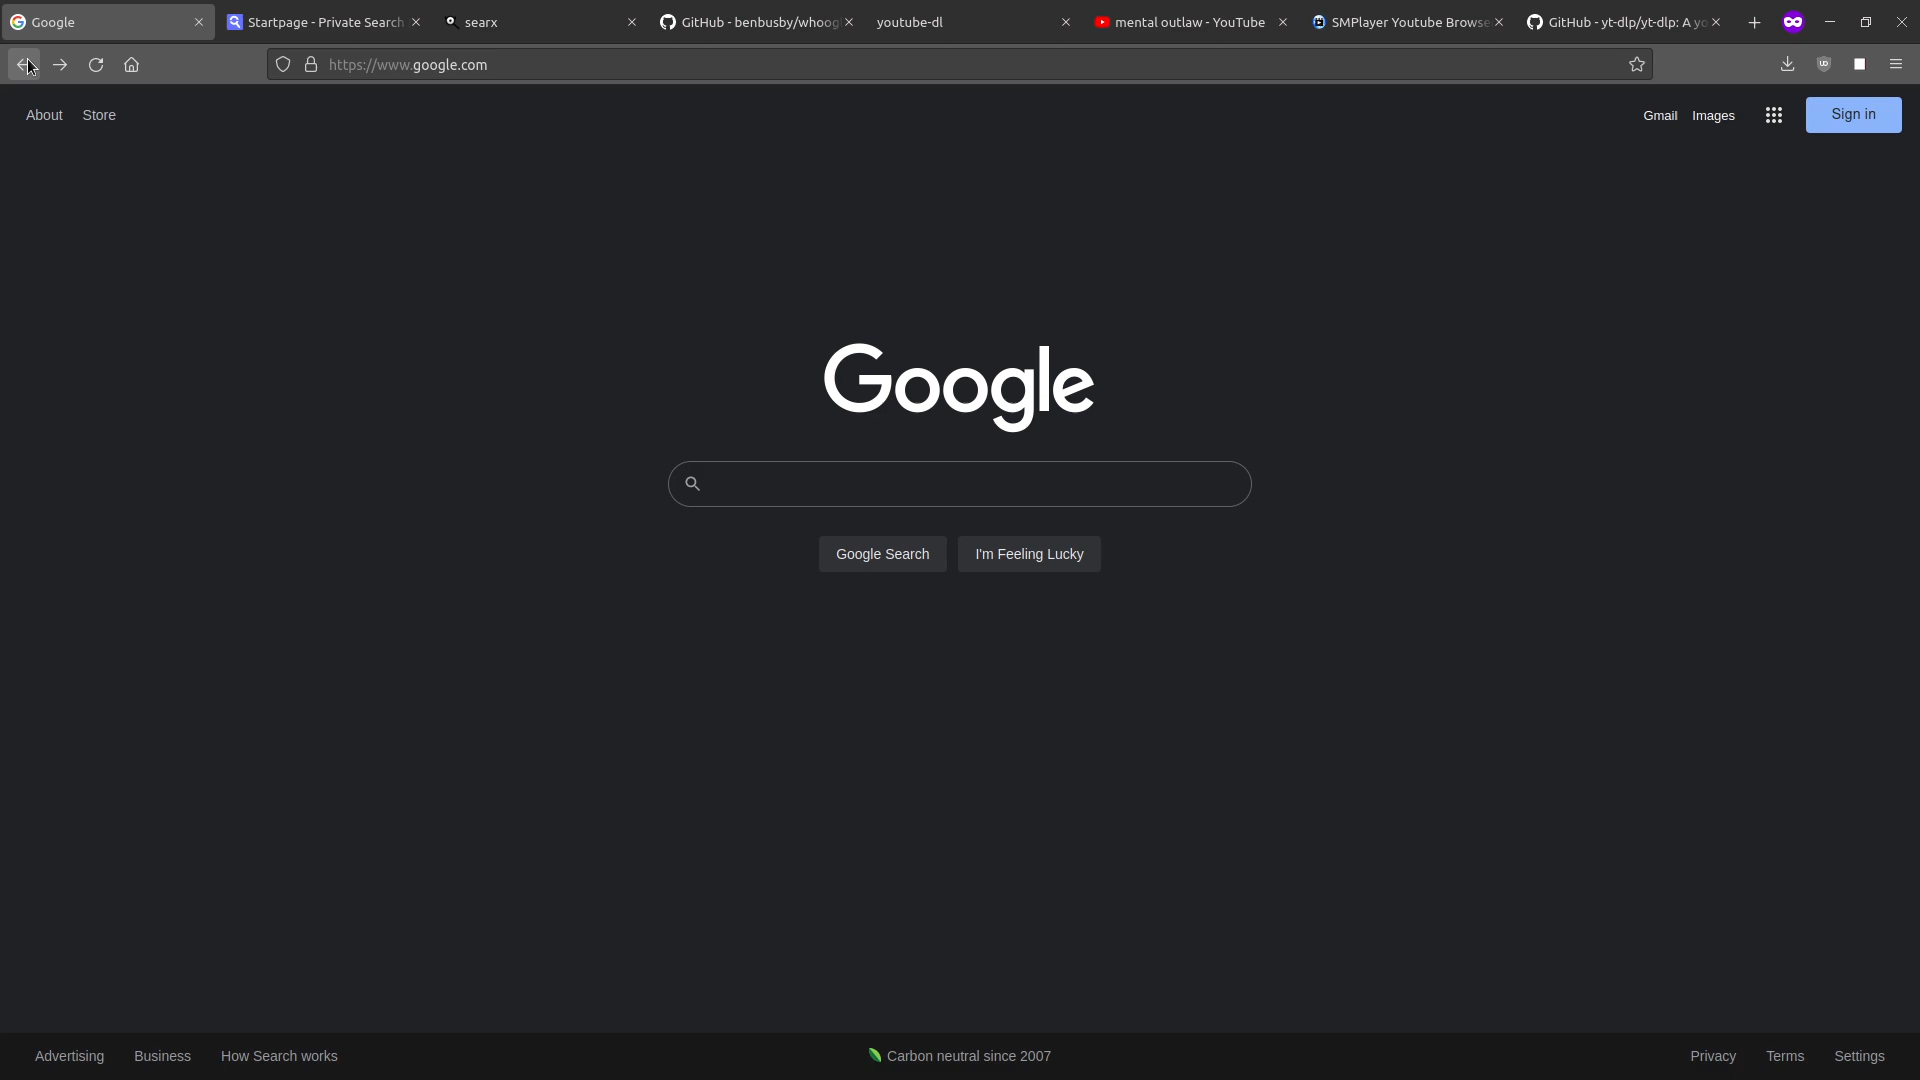 Google
Startpage - Private Search
searx
GitHub - benbusby/whoog
youtube-dl
mental outlaw - YouTube
SMPlayer Youtube Browse
GitHub - yt-dlp/yt-dlp: A yo
https://www.google.com
About
Store
Gmail
Images
Sign in
Google
Google Search
I'm Feeling Lucky
Advertising
Business
How Search works
Carbon neutral since 2007
Privacy
Terms
Settings